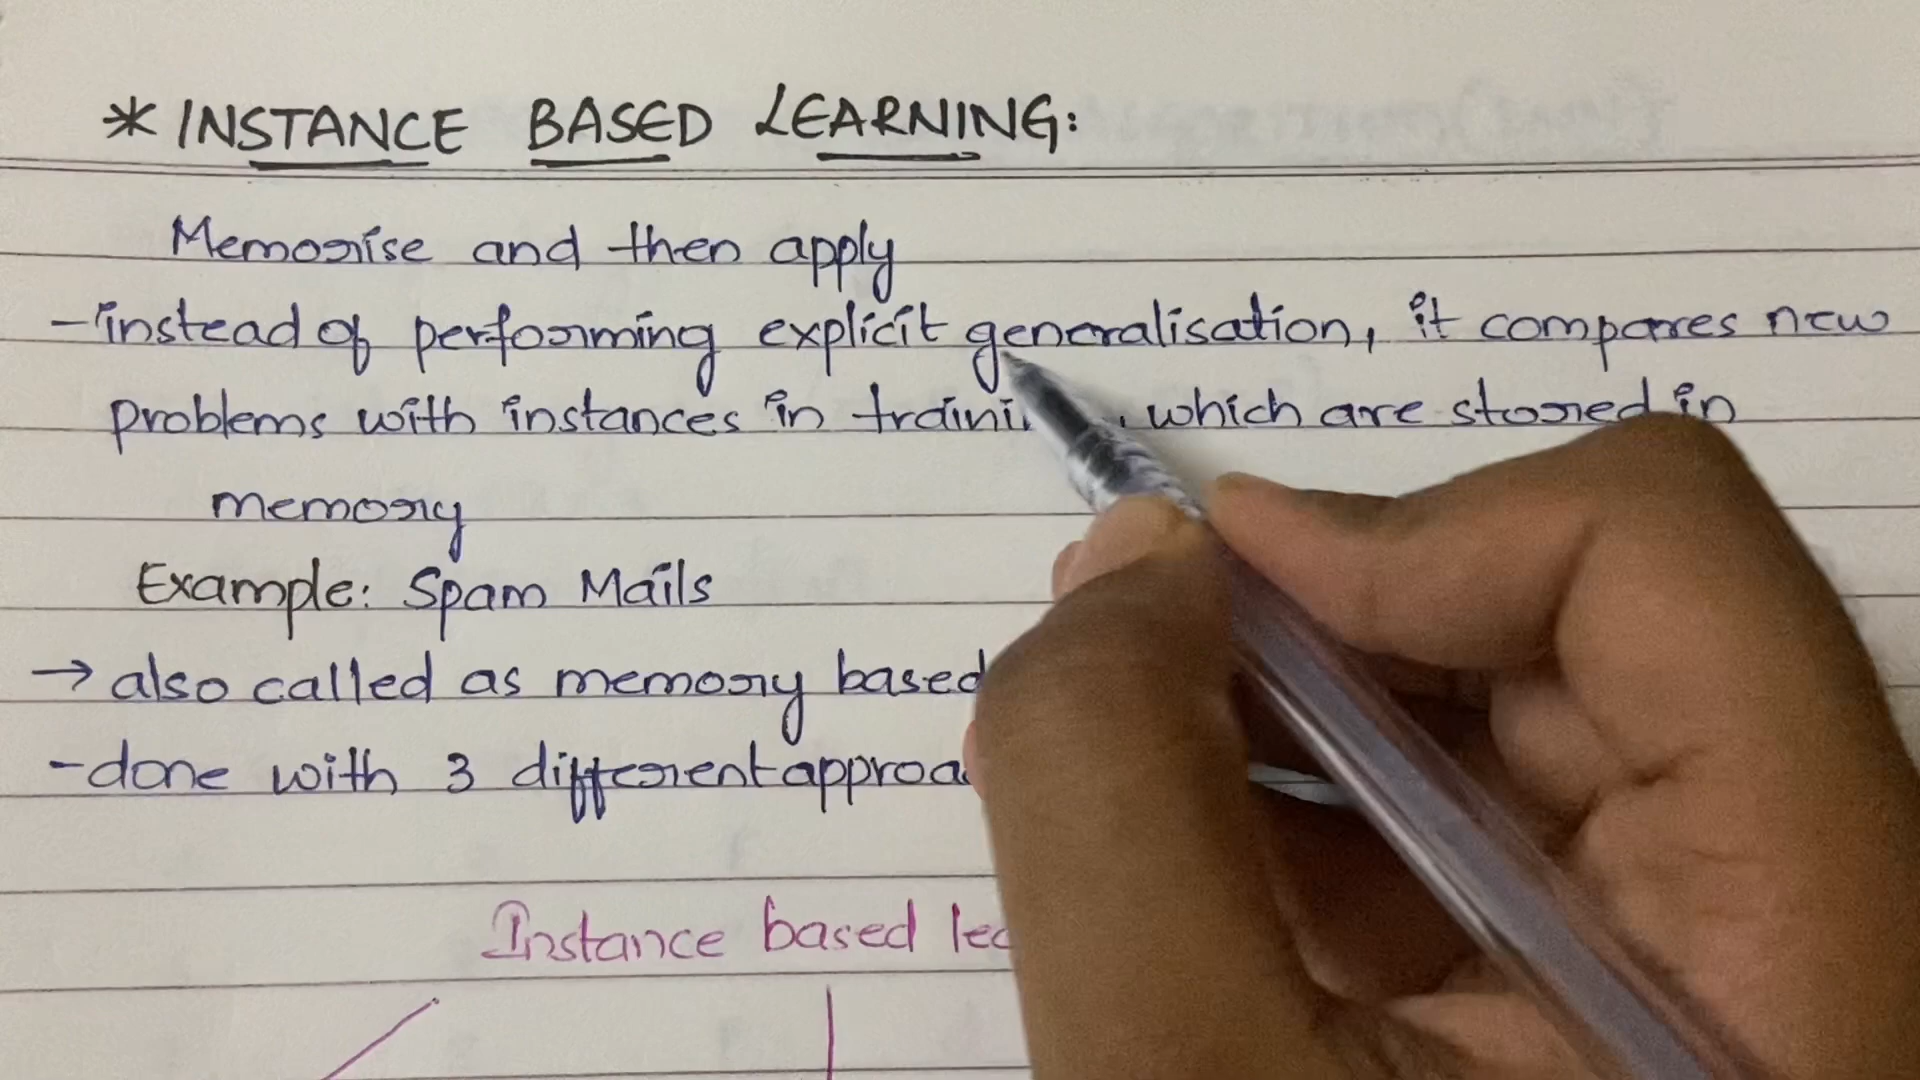 * INSTANCE BASED LEARNING:
Memorise and then apply
- instead of performing explicit generalisation, it compares new
problems with instances in which are stored in
memory
Example: Spam Mails
→ also called as memory based
- done with 3 different
Instance based